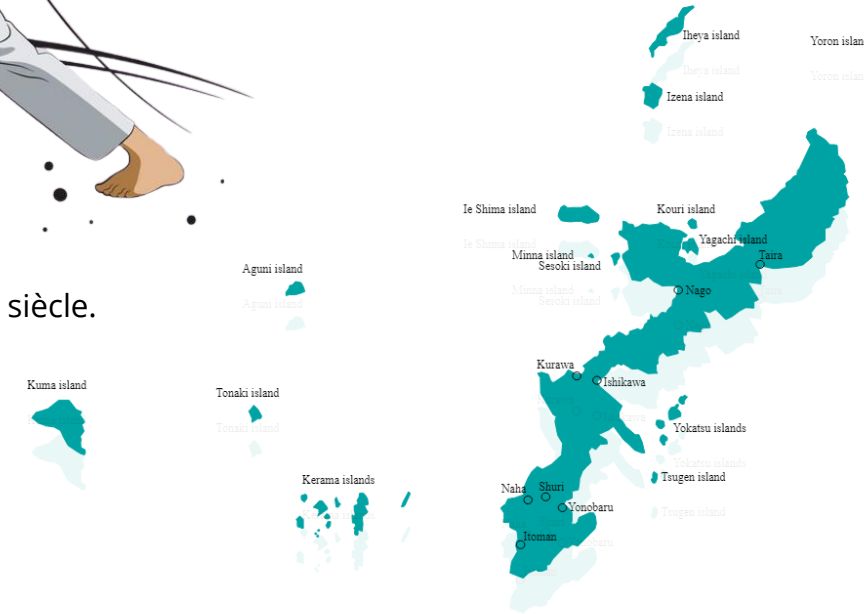 Iheya island
Yoron islan
Izena island
Ie Shima island
Kouri island
Yagachi island
Minna island
Taira
Sesoki island
Aguni island
Nago
siècle.
Kurawa
Ishikawa
Kuma island
Tonaki island
Yokatsu islands
Kerama islands
Tsugen island
Naha
Shuri
Yonobaru
Itoman